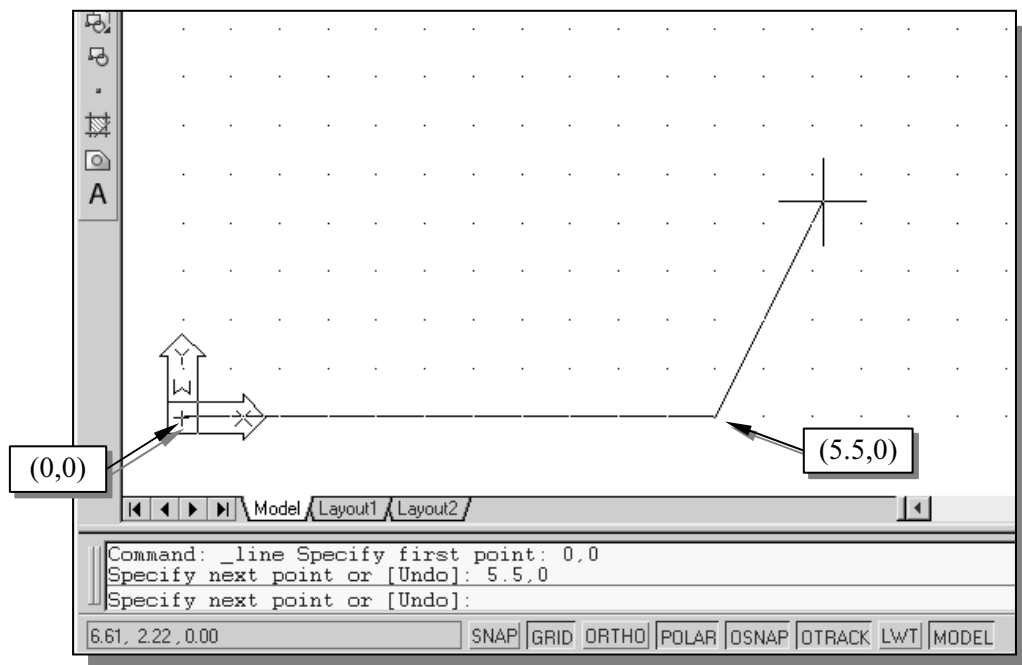 A
Y
W
X
(0,0)
(5.5,0)
Model Layout1 Layout2
Command: _line Specify first point: 0,0
Specify next point or [Undo]: 5.5,0
Specify next point or [Undo]:
6.61, 2.22 , 0.00 SNAP GRID ORTHO POLAR OSNAP OTRACK LWT MODEL